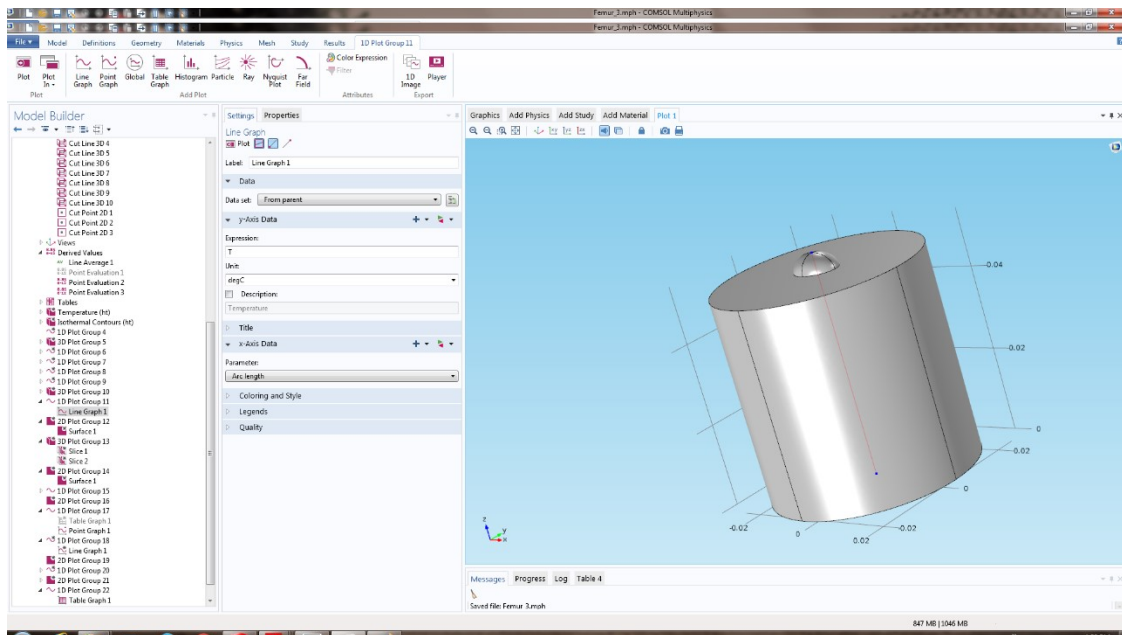 Femur_3.mph - COMSOL Multiphysics
Femur_3.mph - COMSOL Multiphysics
File Model Definitions Geometry Materials Physics Mesh Study Results 1D Plot Group 11
Plot Plot In Line Graph Point Graph Global Table Graph Histogram Particle Ray Nyquist Plot Far Field Color Expression Filter 1D Image Player
Plot Add Plot Attributes Export
Model Builder
Cut Line 3D 4
Cut Line 3D 5
Cut Line 3D 6
Cut Line 3D 7
Cut Line 3D 8
Cut Line 3D 9
Cut Line 3D 10
Cut Point 2D 1
Cut Point 2D 2
Cut Point 2D 3
Views
Derived Values
Line Average 1
Point Evaluation 1
Point Evaluation 2
Point Evaluation 3
Tables
Temperature (ht)
Isothermal Contours (ht)
1D Plot Group 4
3D Plot Group 5
1D Plot Group 6
1D Plot Group 7
1D Plot Group 8
1D Plot Group 9
3D Plot Group 10
1D Plot Group 11
Line Graph 1
2D Plot Group 12
Surface 1
3D Plot Group 13
Slice 1
Slice 2
2D Plot Group 14
Surface 1
1D Plot Group 15
2D Plot Group 16
1D Plot Group 17
Table Graph 1
Point Graph 1
1D Plot Group 18
Line Graph 1
2D Plot Group 19
1D Plot Group 20
2D Plot Group 21
1D Plot Group 22
Table Graph 1
Settings Properties
Line Graph
Plot
Label: Line Graph 1
Data
Data set: From parent
y-Axis Data
Expression:
T
Unit:
degC
Description:
Temperature
Title
x-Axis Data
Parameter:
Arc length
Coloring and Style
Legends
Quality
Graphics Add Physics Add Study Add Material Plot 1
0.04
0.02
0
0.02
0
-0.02
-0.02
0
0.02
z
y
x
Messages Progress Log Table 4
Saved file: Femur 3.mph
847 MB | 1046 MB